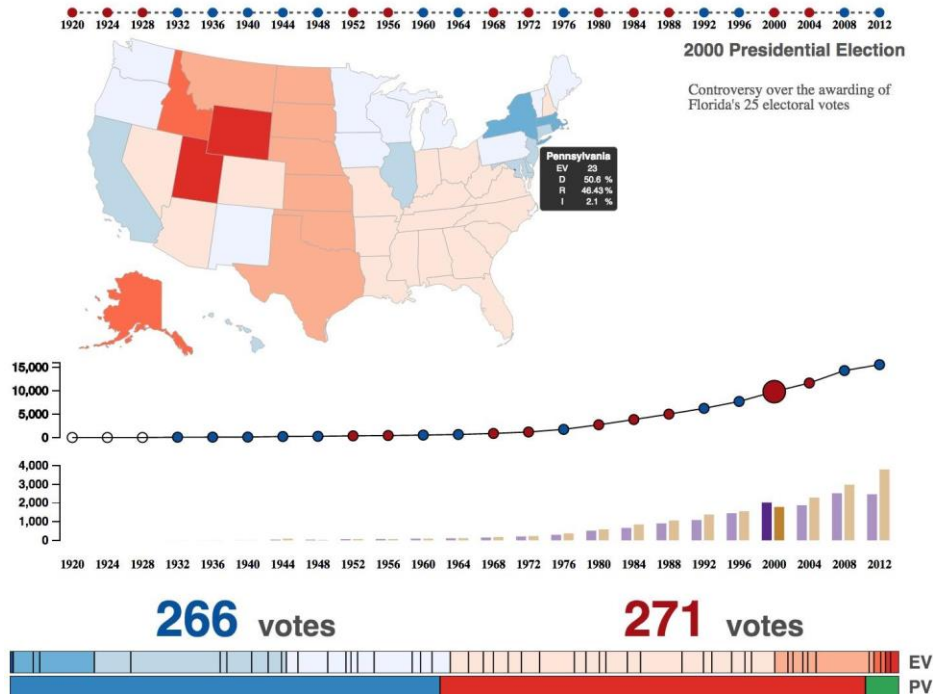 1920 1924 1928 1932 1936 1940 1944 1948 1952 1956 1960 1964 1968 1972 1976 1980 1984 1988 1992 1996 2000 2004 2008 2012
2000 Presidential Election
Controversy over the awarding of
Florida's 25 electoral votes
Pennsylvania
EV 23
D 50.6 %
R 46.43 %
I 2.1 %
15,000
10,000
5,000
0
4,000
3,000
2,000
1,000
0
1920 1924 1928 1932 1936 1940 1944 1948 1952 1956 1960 1964 1968 1972 1976 1980 1984 1988 1992 1996 2000 2004 2008 2012
266 votes 271 votes
EV
PV